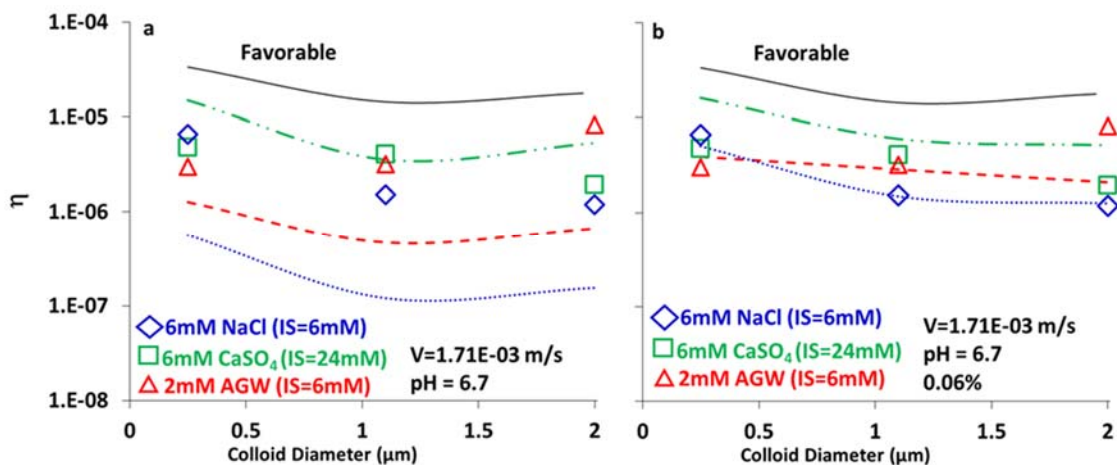 a
Favorable
η
1.E-04
1.E-05
1.E-06
1.E-07
1.E-08
6mM NaCl (IS=6mM)
6mM CaSO₄ (IS=24mM)
2mM AGW (IS=6mM)
V=1.71E-03 m/s
pH = 6.7
0 0.5 1 1.5 2
Colloid Diameter (µm)
b
Favorable
6mM NaCl (IS=6mM)
6mM CaSO₄ (IS=24mM)
2mM AGW (IS=6mM)
V=1.71E-03 m/s
pH = 6.7
0.06%
0 0.5 1 1.5 2
Colloid Diameter (µm)